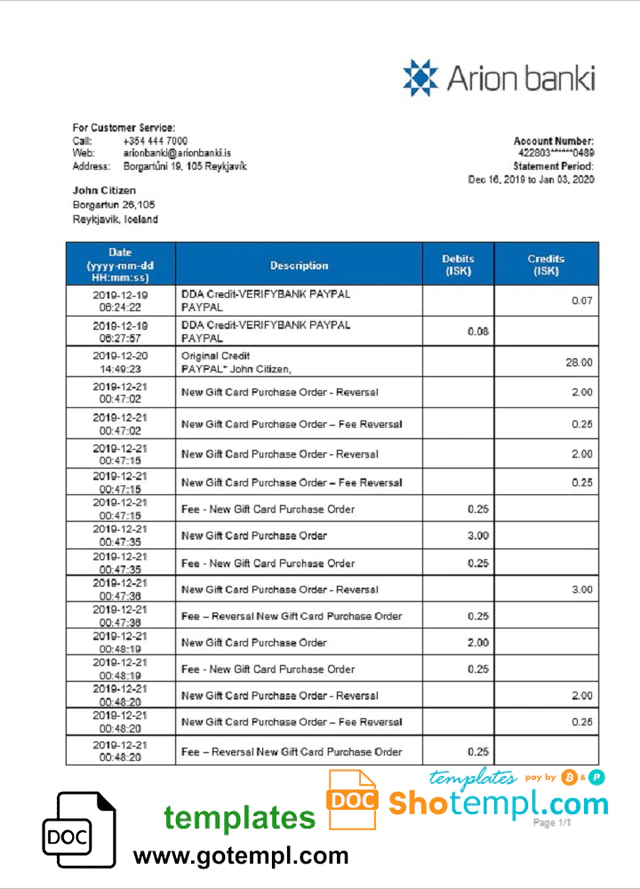 Arion banki
For Customer Service:
Call: +354 444 7000
Web: arionbanki@arionbanki.is
Address: Borgartúni 19, 105 Reykjavík
Account Number:
422803******0489
Statement Period:
Dec 16, 2019 to Jan 03, 2020
John Citizen
Borgartun 26,105
Reykjavik, Iceland
Date (yyyy-mm-dd HH:mm:ss) Description Debits (ISK) Credits (ISK)
2019-12-19 06:24:22 DDA Credit-VERIFYBANK PAYPAL PAYPAL 0.07
2019-12-19 06:27:57 DDA Credit-VERIFYBANK PAYPAL PAYPAL 0.08
2019-12-20 14:49:23 Original Credit PAYPAL* John Citizen, 28.00
2019-12-21 00:47:02 New Gift Card Purchase Order - Reversal 2.00
2019-12-21 00:47:02 New Gift Card Purchase Order – Fee Reversal 0.25
2019-12-21 00:47:15 New Gift Card Purchase Order - Reversal 2.00
2019-12-21 00:47:15 New Gift Card Purchase Order – Fee Reversal 0.25
2019-12-21 00:47:15 Fee - New Gift Card Purchase Order 0.25
2019-12-21 00:47:35 New Gift Card Purchase Order 3.00
2019-12-21 00:47:35 Fee - New Gift Card Purchase Order 0.25
2019-12-21 00:47:36 New Gift Card Purchase Order - Reversal 3.00
2019-12-21 00:47:36 Fee – Reversal New Gift Card Purchase Order 0.25
2019-12-21 00:48:19 New Gift Card Purchase Order 2.00
2019-12-21 00:48:19 Fee - New Gift Card Purchase Order 0.25
2019-12-21 00:48:20 New Gift Card Purchase Order - Reversal 2.00
2019-12-21 00:48:20 New Gift Card Purchase Order – Fee Reversal 0.25
2019-12-21 00:48:20 Fee – Reversal New Gift Card Purchase Order 0.25
templates pay by B & P
DOC Shotempl.com
Page 1/1
DOC templates
www.gotempl.com